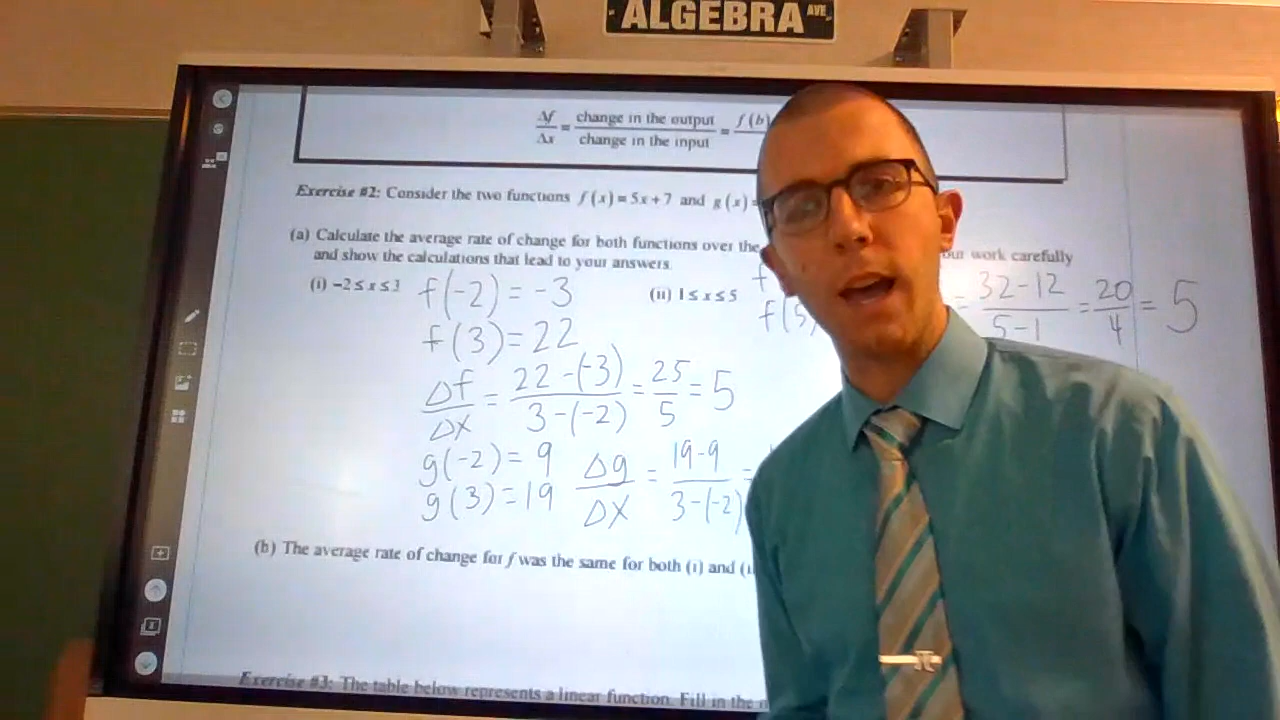 ALGEBRA AVE
Δf/Δx = change in the output/change in the input = f(b)
Exercise #2: Consider the two functions f(x) = 5x + 7 and g(x) =
(a) Calculate the average rate of change for both functions over the
our work carefully
and show the calculations that lead to your answers.
(i) -2 ≤ x ≤ 3
f(-2) = -3
f(3) = 22
Δf/ΔX = 22-(-3)/3-(-2) = 25/5 = 5
g(-2) = 9
g(3) = 19
Δg/ΔX = 19-9/3-(-2) =
(ii) 1 ≤ x ≤ 5
f(5)
= 32-12/5-1 = 20/4 = 5
(b) The average rate of change for f was the same for both (i) and
Exercise #3: The table below represents a linear function. Fill in the